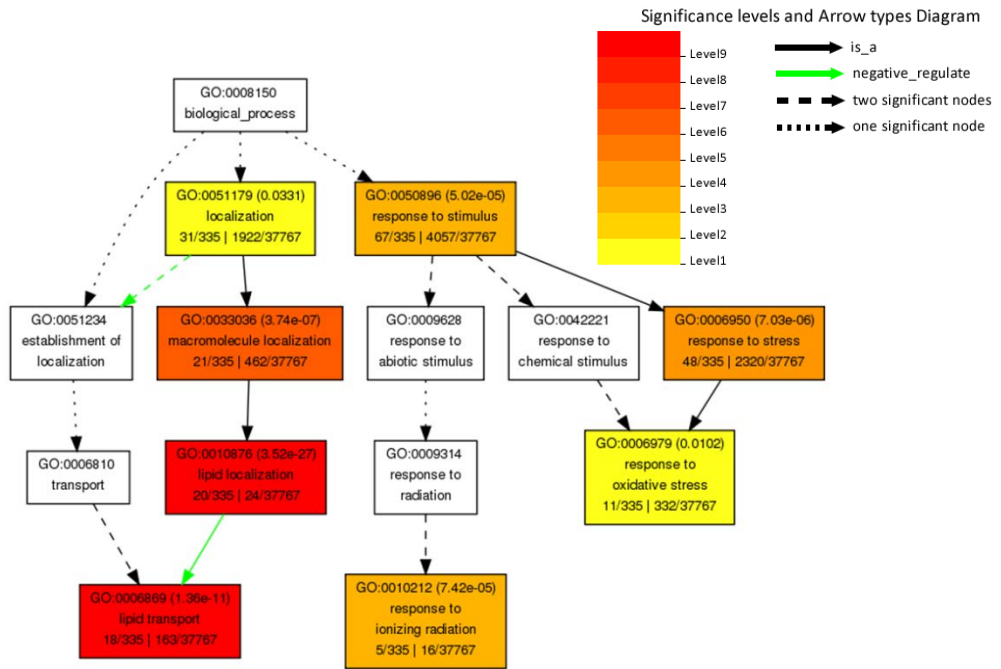 Significance levels and Arrow types Diagram
Level9
Level8
Level7
Level6
Level5
Level4
Level3
Level2
Level1
is_a
negative_regulate
two significant nodes
one significant node
GO:0008150
biological_process
GO:0051179 (0.0331)
localization
31/335 | 1922/37767
GO:0050896 (5.02e-05)
response to stimulus
67/335 | 4057/37767
GO:0051234
establishment of
localization
GO:0033036 (3.74e-07)
macromolecule localization
21/335 | 462/37767
GO:0009628
response to
abiotic stimulus
GO:0042221
response to
chemical stimulus
GO:0006950 (7.03e-06)
response to stress
48/335 | 2320/37767
GO:0006810
transport
GO:0010876 (3.52e-27)
lipid localization
20/335 | 24/37767
GO:0009314
response to
radiation
GO:0006979 (0.0102)
response to
oxidative stress
11/335 | 332/37767
GO:0006869 (1.36e-11)
lipid transport
18/335 | 163/37767
GO:0010212 (7.42e-05)
response to
ionizing radiation
5/335 | 16/37767